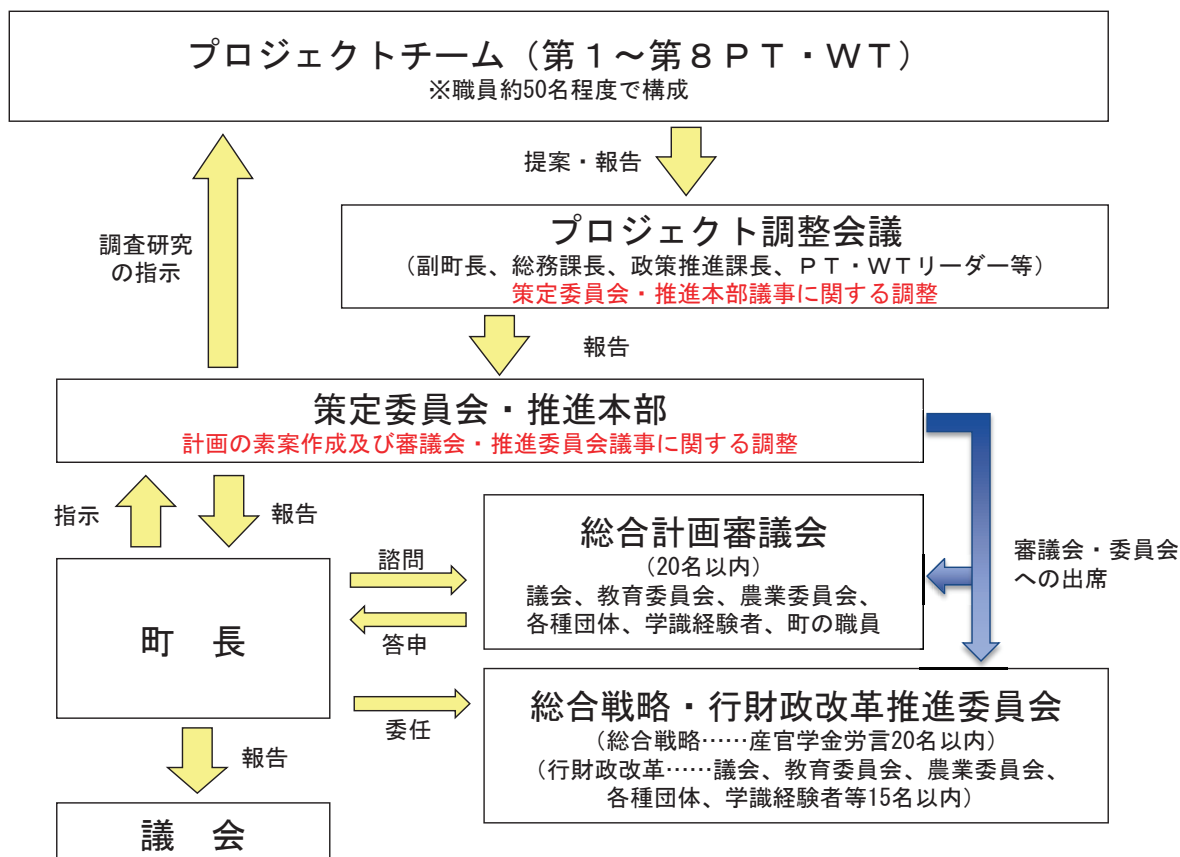 プロジェクトチーム（第１～第８ＰＴ・ＷＴ）
※職員約50名程度で構成
提案・報告
調査研究
の指示
プロジェクト調整会議
（副町長、総務課長、政策推進課長、ＰＴ・ＷＴリーダー等）
策定委員会・推進本部議事に関する調整
報告
策定委員会・推進本部
計画の素案作成及び審議会・推進委員会議事に関する調整
指示
報告
諮問
総合計画審議会
（20名以内）
議会、教育委員会、農業委員会、
各種団体、学識経験者、町の職員
審議会・委員会
への出席
答申
町　長
委任
総合戦略・行財政改革推進委員会
（総合戦略……産官学金労言20名以内）
（行財政改革……議会、教育委員会、農業委員会、
各種団体、学識経験者等15名以内）
報告
議　会